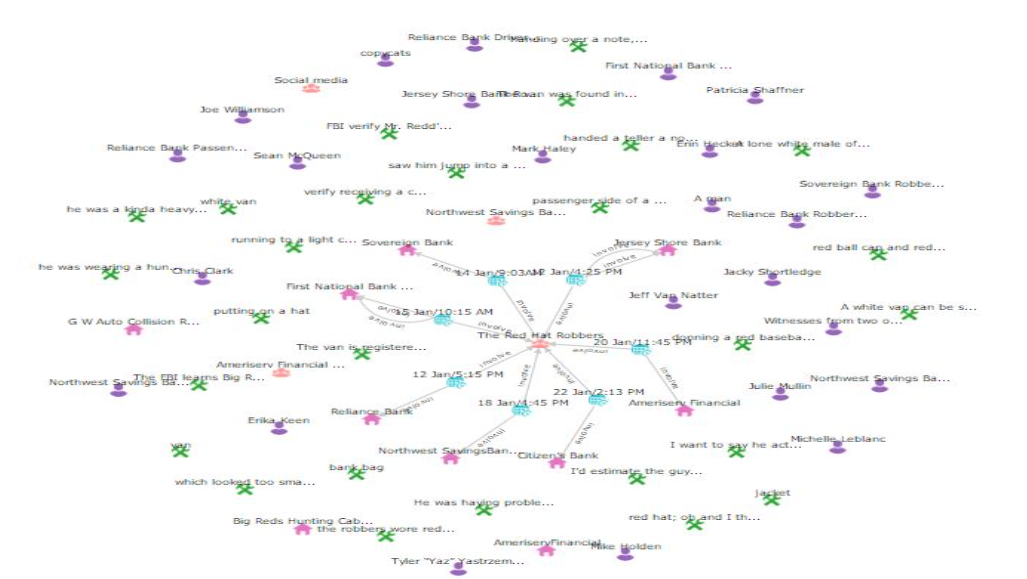 Reliance Bank Driver...
handing over a note,...
copycats
First National Bank ...
Social media
Patricia Shaffner
Jersey Shore Bank
The van was found in...
Joe Williamson
FBI verify Mr. Redd'...
handed a teller a no...
Erin Hecker
A lone white male of...
Reliance Bank Passen...
Mark Haley
Sean McQueen
saw him jump into a ...
Sovereign Bank Robbe...
verify receiving a c...
white van
passenger side of a ...
A man
he was a kinda heavy...
Northwest Savings Ba...
Reliance Bank Robber...
running to a light c...
Sovereign Bank
involve
Jersey Shore Bank
involve
red ball cap and red...
he was wearing a hun...
Chris Clark
involve
14 Jan/9:03 AM
12 Jan/4:25 PM
Jacky Shortledge
First National Bank ...
Jeff Van Natter
A white van can be s...
putting on a hat
involve
15 Jan/10:15 AM
involve
involve
G W Auto Collision R...
involve
involve
The Red Hat Robbers
Witnesses from two o...
20 Jan/11:45 PM
donning a red baseba...
The van is registere...
involve
involve
Ameriserv Financial ...
12 Jan/5:15 PM
involve
involve
involve
Northwest Savings Ba...
The FBI learns Big R...
22 Jan/2:13 PM
Julie Mullin
Northwest Savings Ba...
Reliance Bank
involve
18 Jan/4:45 PM
Ameriserv Financial
Erika Keen
involve
involve
Michelle Leblanc
van
Northwest SavingsBan...
Citizen's Bank
I want to say he act...
bank bag
I'd estimate the guy...
which looked too sma...
jacket
He was having proble...
Big Reds Hunting Cab...
the robbers wore red...
red hat; oh and I th...
AmeriservFinancial
Mike Holden
Tyler "Yaz" Yastrzem...